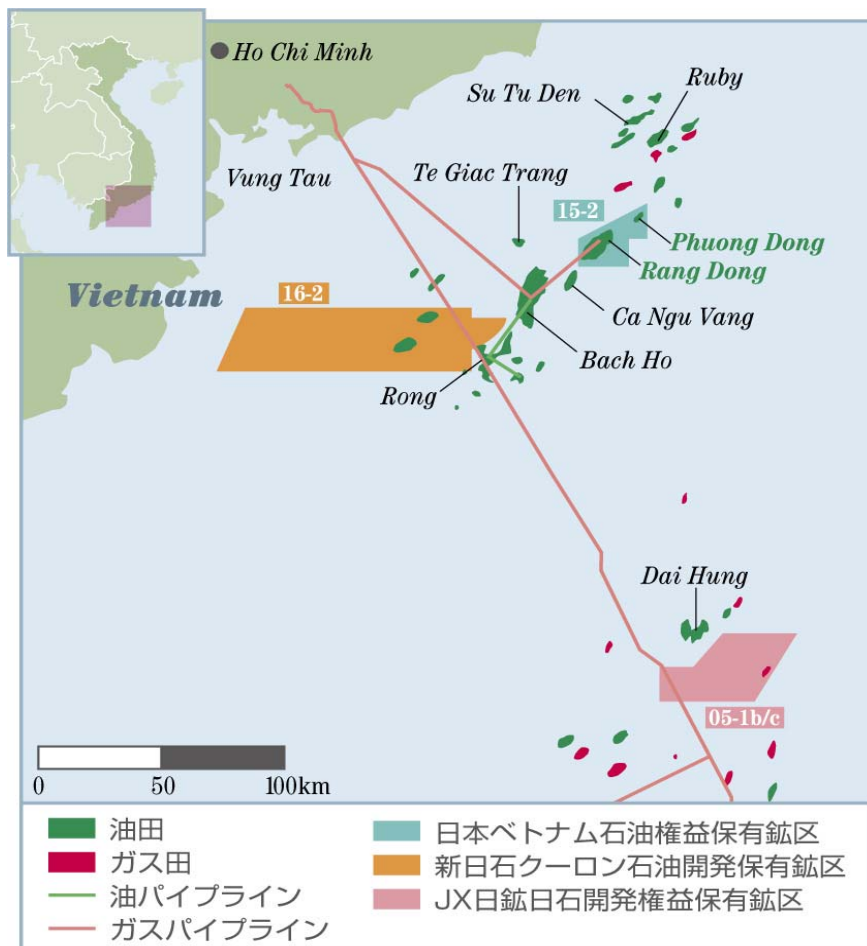 Ho Chi Minh
Su Tu Den
Ruby
Vung Tau
Te Giac Trang
15-2
Phuong Dong
Rang Dong
Vietnam
16-2
Ca Ngu Vang
Bach Ho
Rong
Dai Hung
05-1b/c
0 50 100km
油田
ガス田
油パイプライン
ガスパイプライン
日本ベトナム石油権益保有鉱区
新日石クーロン石油開発保有鉱区
JX日鉱日石開発権益保有鉱区